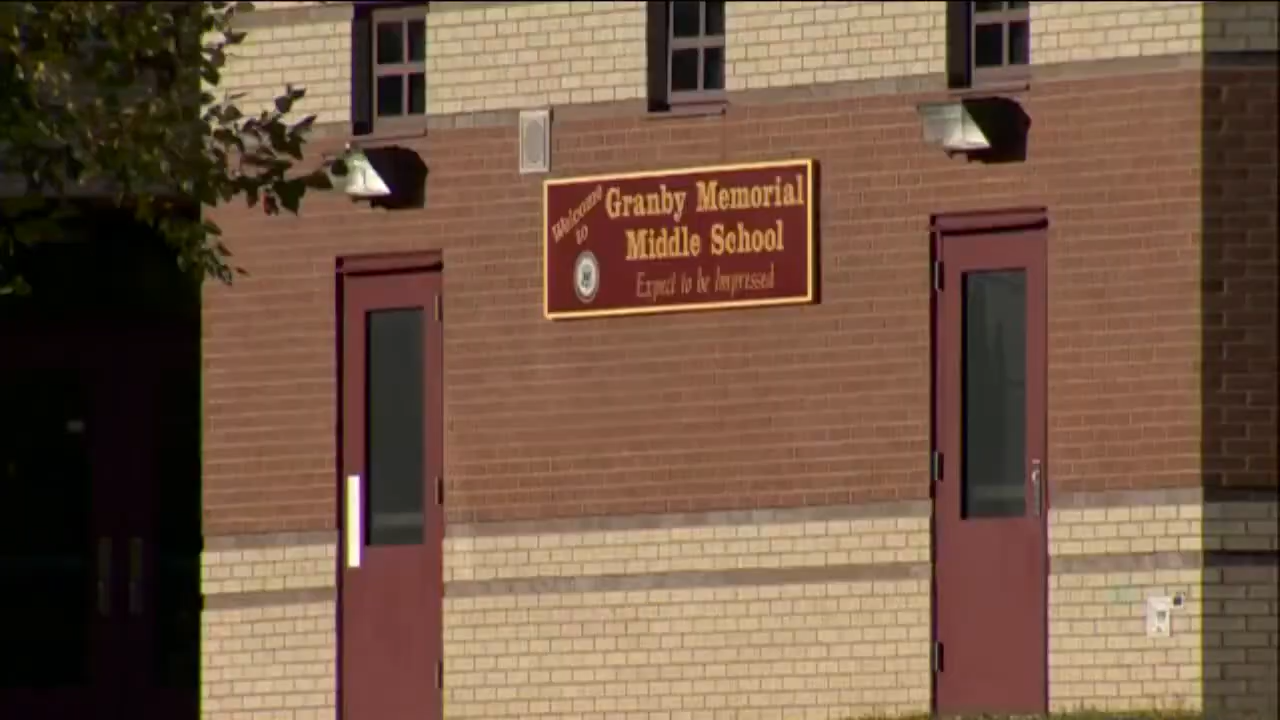 Welcome
to
Granby Memorial
Middle School
Expect to be Impressed